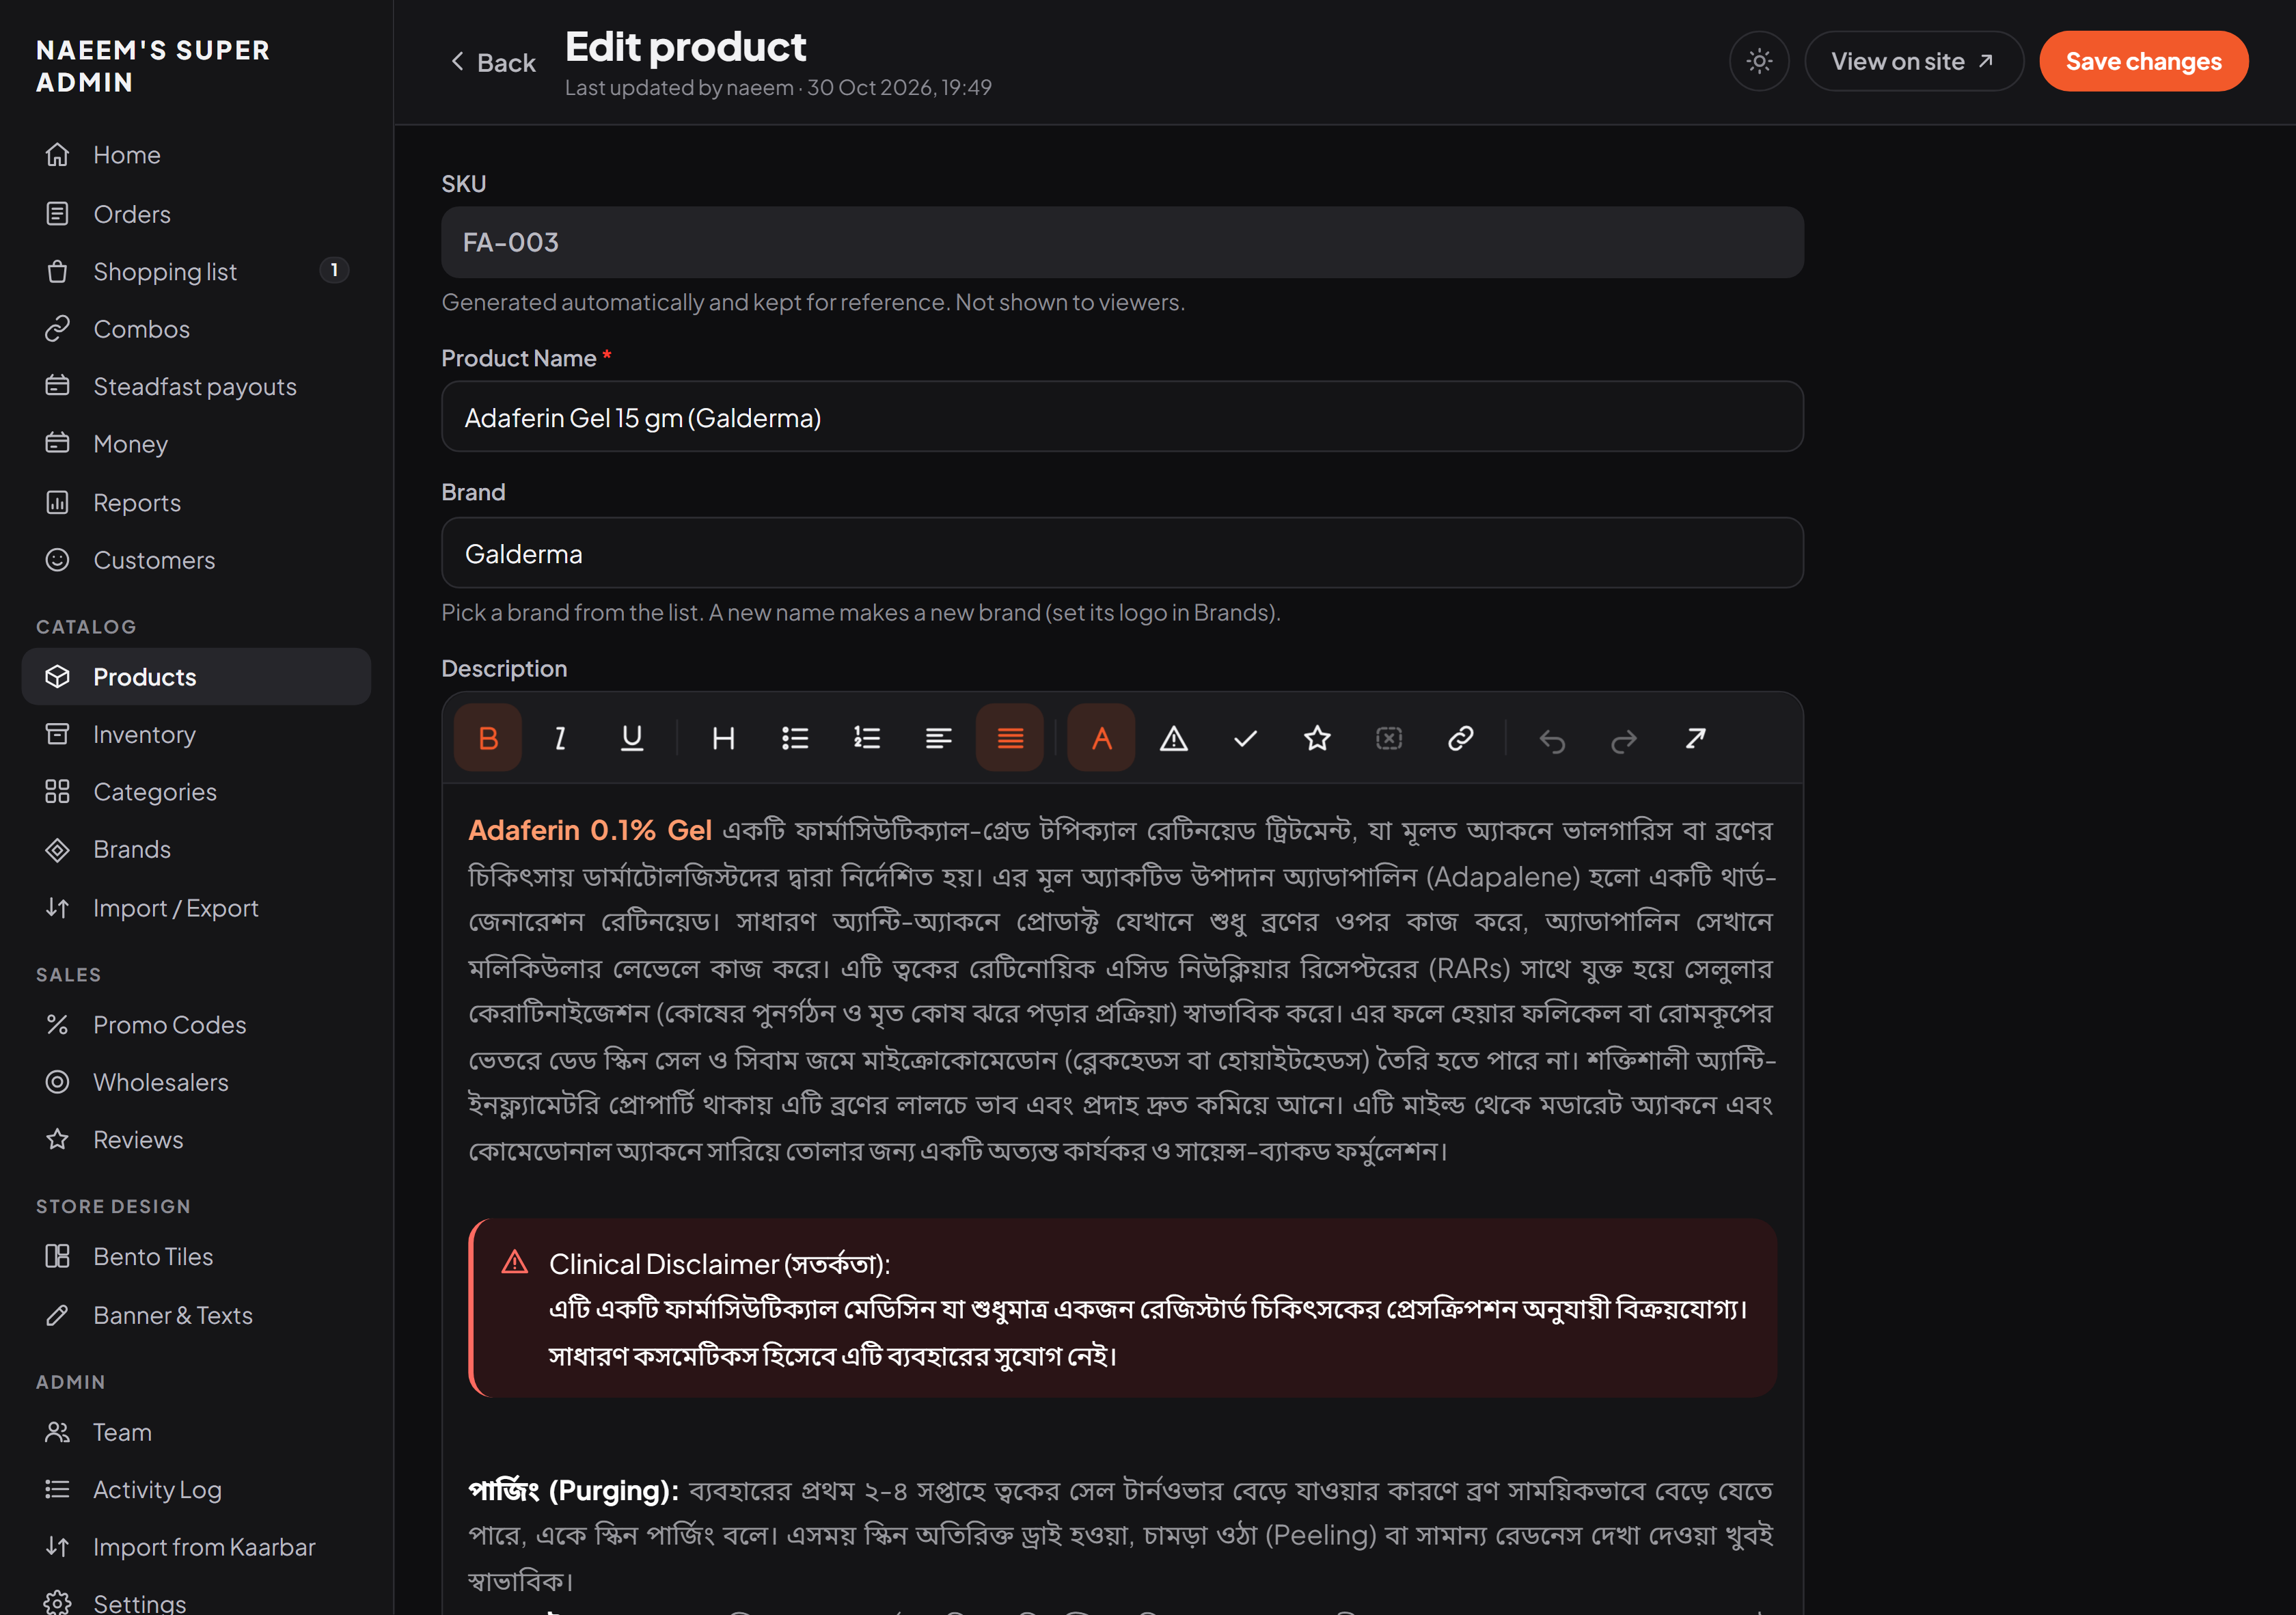 NAEEM'S SUPER
ADMIN
Home
Orders
Shopping list 1
Combos
Steadfast payouts
Money
Reports
Customers
CATALOG
Products
Inventory
Categories
Brands
Import / Export
SALES
Promo Codes
Wholesalers
Reviews
STORE DESIGN
Bento Tiles
Banner & Texts
ADMIN
Team
Activity Log
Import from Kaarbar
Settings
Back
Edit product
Last updated by naeem · 30 Oct 2026, 19:49
View on site
Save changes
SKU
FA-003
Generated automatically and kept for reference. Not shown to viewers.
Product Name *
Adaferin Gel 15 gm (Galderma)
Brand
Galderma
Pick a brand from the list. A new name makes a new brand (set its logo in Brands).
Description
B I U H A
Adaferin 0.1% Gel একটি ফার্মাসিউটিক্যাল-গ্রেড টপিক্যাল রেটিনয়েড ট্রিটমেন্ট, যা মূলত অ্যাকনে ভালগারিস বা ব্রণের
চিকিৎসায় ডার্মাটোলজিস্টদের দ্বারা নির্দেশিত হয়। এর মূল অ্যাকটিভ উপাদান অ্যাডাপালিন (Adapalene) হলো একটি থার্ড-
জেনারেশন রেটিনয়েড। সাধারণ অ্যান্টি-অ্যাকনে প্রোডাক্ট যেখানে শুধু ব্রণের ওপর কাজ করে, অ্যাডাপালিন সেখানে
মলিকিউলার লেভেলে কাজ করে। এটি ত্বকের রেটিনোয়িক এসিড নিউক্লিয়ার রিসেপ্টরের (RARs) সাথে যুক্ত হয়ে সেলুলার
কেরাটিনাইজেশন (কোষের পুনর্গঠন ও মৃত কোষ ঝরে পড়ার প্রক্রিয়া) স্বাভাবিক করে। এর ফলে হেয়ার ফলিকেল বা রোমকূপের
ভেতরে ডেড স্কিন সেল ও সিবাম জমে মাইক্রোকোমেডোন (ব্লেকহেডস বা হোয়াইটহেডস) তৈরি হতে পারে না। শক্তিশালী অ্যান্টি-
ইনফ্ল্যামেটরি প্রোপার্টি থাকায় এটি ব্রণের লালচে ভাব এবং প্রদাহ দ্রুত কমিয়ে আনে। এটি মাইল্ড থেকে মডারেট অ্যাকনে এবং
কোমেডোনাল অ্যাকনে সারিয়ে তোলার জন্য একটি অত্যন্ত কার্যকর ও সায়েন্স-ব্যাকড ফর্মুলেশন।
Clinical Disclaimer (সতর্কতা):
এটি একটি ফার্মাসিউটিক্যাল মেডিসিন যা শুধুমাত্র একজন রেজিস্টার্ড চিকিৎসকের প্রেসক্রিপশন অনুযায়ী বিক্রয়যোগ্য।
সাধারণ কসমেটিকস হিসেবে এটি ব্যবহারের সুযোগ নেই।
পার্জিং (Purging): ব্যবহারের প্রথম ২-৪ সপ্তাহে ত্বকের সেল টার্নওভার বেড়ে যাওয়ার কারণে ব্রণ সাময়িকভাবে বেড়ে যেতে
পারে, একে স্কিন পার্জিং বলে। এসময় স্কিন অতিরিক্ত ড্রাই হওয়া, চামড়া ওঠা (Peeling) বা সামান্য রেডনেস দেখা দেওয়া খুবই
স্বাভাবিক।